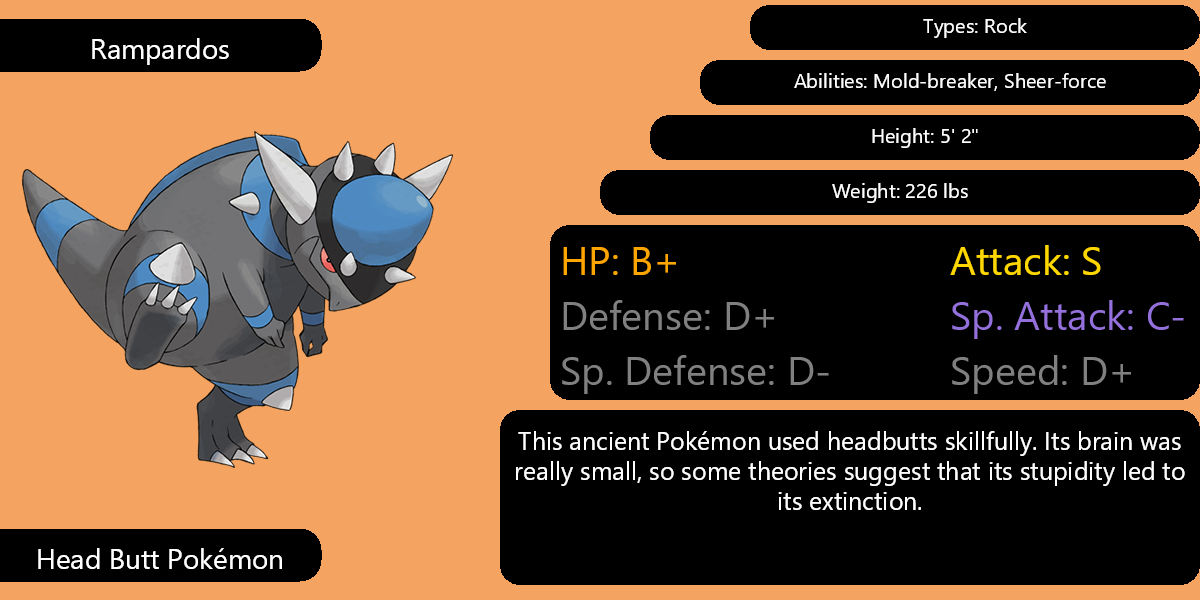 Rampardos
Types: Rock
Abilities: Mold-breaker, Sheer-force
Height: 5' 2"
Weight: 226 lbs
HP: B+
Attack: S
Defense: D+
Sp. Attack: C-
Sp. Defense: D-
Speed: D+
This ancient Pokémon used headbutts skillfully. Its brain was
really small, so some theories suggest that its stupidity led to
its extinction.
Head Butt Pokémon